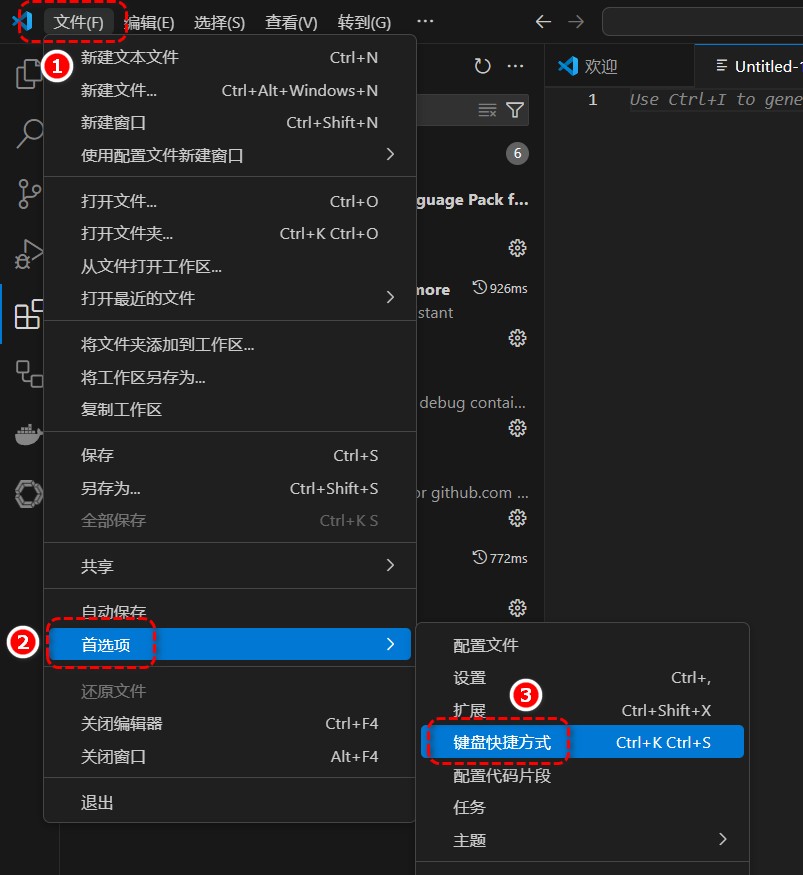 文件(F) 编辑(E) 选择(S) 查看(V) 转到(G) ···
1
新建文本文件 Ctrl+N
新建文件... Ctrl+Alt+Windows+N
新建窗口 Ctrl+Shift+N
使用配置文件新建窗口
打开文件... Ctrl+O
打开文件夹... Ctrl+K Ctrl+O
从文件打开工作区...
打开最近的文件
将文件夹添加到工作区...
将工作区另存为...
复制工作区
保存 Ctrl+S
另存为... Ctrl+Shift+S
全部保存 Ctrl+K S
共享
自动保存
2
首选项
还原文件
关闭编辑器 Ctrl+F4
关闭窗口 Alt+F4
退出
6
guage Pack f...
more 926ms
stant
debug contai...
or github.com ...
772ms
欢迎
Untitled-1
1 Use Ctrl+I to gene
配置文件
设置 Ctrl+,
3
扩展 Ctrl+Shift+X
键盘快捷方式 Ctrl+K Ctrl+S
配置代码片段
任务
主题